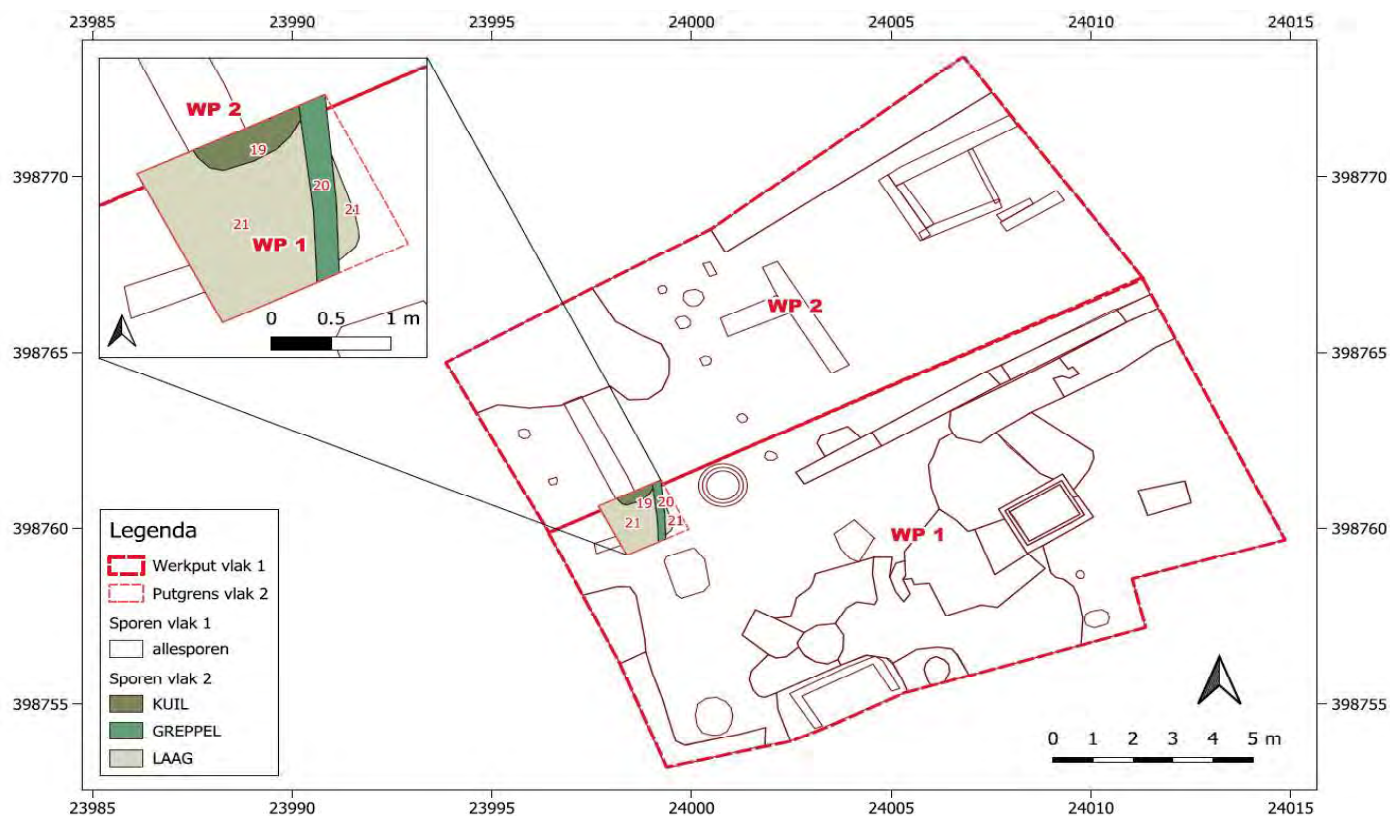 23985 23990 23995 24000 24005 24010 24015
WP 2
19
20
21
21
WP 1
0 0.5 1 m
398770 398770
398765 398765
398760 398760
398755 398755
WP 2
19 20
21 21
WP 1
Legenda
Werkput vlak 1
Putgrens vlak 2
Sporen vlak 1
allesporen
Sporen vlak 2
KUIL
GREPPEL
LAAG
0 1 2 3 4 5 m
23985 23990 23995 24000 24005 24010 24015